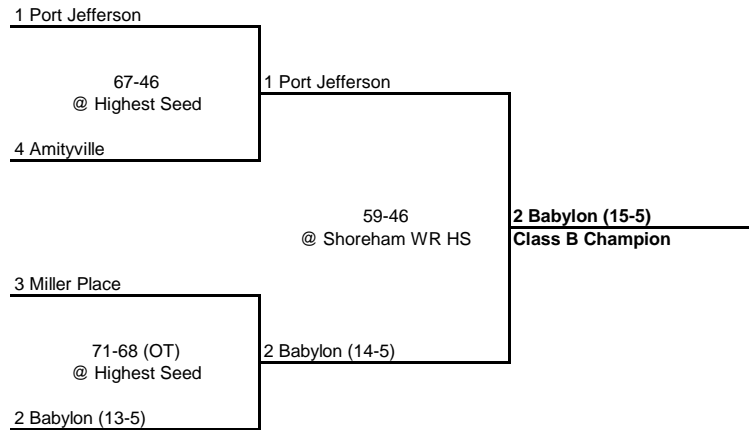 1 Port Jefferson
67-46
@ Highest Seed
1 Port Jefferson
4 Amityville
59-46
@ Shoreham WR HS
2 Babylon (15-5)
Class B Champion
3 Miller Place
71-68 (OT)
@ Highest Seed
2 Babylon (14-5)
2 Babylon (13-5)